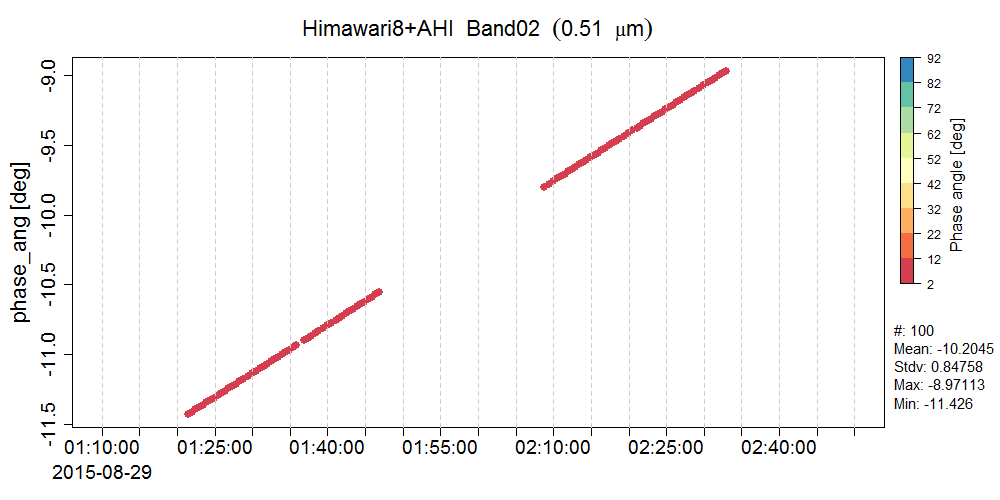 Himawari8+AHI Band02 (0.51 μm)
phase_ang [deg]
-9.0
-9.5
-10.0
-10.5
-11.0
-11.5
01:10:00 01:25:00 01:40:00 01:55:00 02:10:00 02:25:00 02:40:00
2015-08-29
92
82
72
62
52
42
32
22
12
2
Phase angle [deg]
#: 100
Mean: -10.2045
Stdv: 0.84758
Max: -8.97113
Min: -11.426